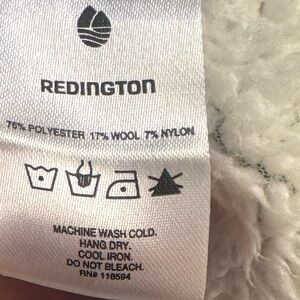 REDINGTON
76% POLYESTER 17% WOOL 7% NYLON
MACHINE WASH COLD.
HANG DRY.
COOL IRON.
DO NOT BLEACH.
RN# 118594